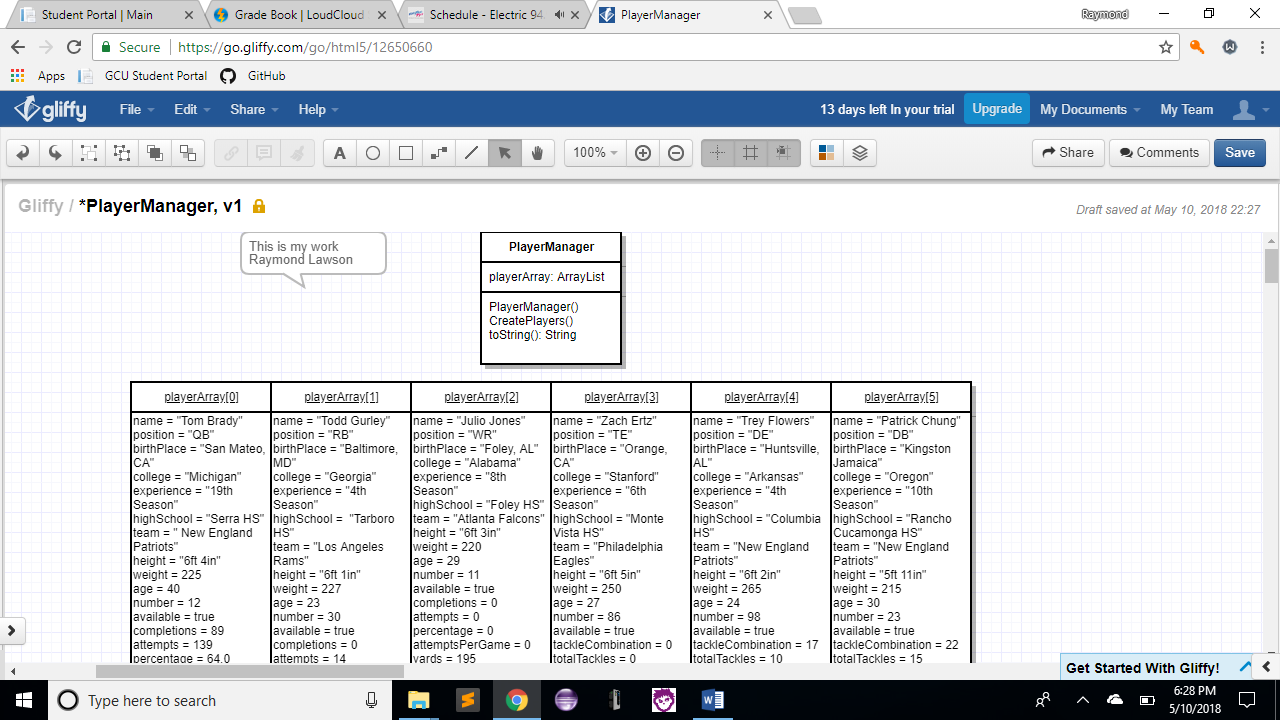 Student Portal | Main
Grade Book | LoudCloud
Schedule - Electric 94.
PlayerManager
Raymond
Secure
https://go.gliffy.com/go/html5/12650660
Apps
GCU Student Portal
GitHub
gliffy
File
Edit
Share
Help
13 days left In your trial
Upgrade
My Documents
My Team
A
100%
Share
Comments
Save
Gliffy / *PlayerManager, v1
Draft saved at May 10, 2018 22:27
This is my work
Raymond Lawson
PlayerManager
playerArray: ArrayList
PlayerManager()
CreatePlayers()
toString(): String
playerArray[0]
name = "Tom Brady"
position = "QB"
birthPlace = "San Mateo,
CA"
college = "Michigan"
experience = "19th
Season"
highSchool = "Serra HS"
team = " New England
Patriots"
height = "6ft 4in"
weight = 225
age = 40
number = 12
available = true
completions = 89
attempts = 139
percentage = 64.0
playerArray[1]
name = "Todd Gurley"
position = "RB"
birthPlace = "Baltimore,
MD"
college = "Georgia"
experience = "4th
Season"
highSchool =  "Tarboro
HS"
team = "Los Angeles
Rams"
height = "6ft 1in"
weight = 227
age = 23
number = 30
available = true
completions = 0
attempts = 14
playerArray[2]
name = "Julio Jones"
position = "WR"
birthPlace = "Foley, AL"
college = "Alabama"
experience = "8th
Season"
highSchool = "Foley HS"
team = "Atlanta Falcons"
height = "6ft 3in"
weight = 220
age = 29
number = 11
available = true
completions = 0
attempts = 0
percentage = 0
attemptsPerGame = 0
yards = 195
playerArray[3]
name = "Zach Ertz"
position = "TE"
birthPlace = "Orange,
CA"
college = "Stanford"
experience = "6th
Season"
highSchool = "Monte
Vista HS"
team = "Philadelphia
Eagles"
height = "6ft 5in"
weight = 250
age = 27
number = 86
available = true
tackleCombination = 0
totalTackles = 0
playerArray[4]
name = "Trey Flowers"
position = "DE"
birthPlace = "Huntsville,
AL"
college = "Arkansas"
experience = "4th
Season"
highSchool = "Columbia
HS"
team = "New England
Patriots"
height = "6ft 2in"
weight = 265
age = 24
number = 98
available = true
tackleCombination = 17
totalTackles = 10
playerArray[5]
name = "Patrick Chung"
position = "DB"
birthPlace = "Kingston
Jamaica"
college = "Oregon"
experience = "10th
Season"
highSchool = "Rancho
Cucamonga HS"
team = "New England
Patriots"
height = "5ft 11in"
weight = 215
age = 30
number = 23
available = true
tackleCombination = 22
totalTackles = 15
Get Started With Gliffy!
Type here to search
6:28 PM
5/10/2018